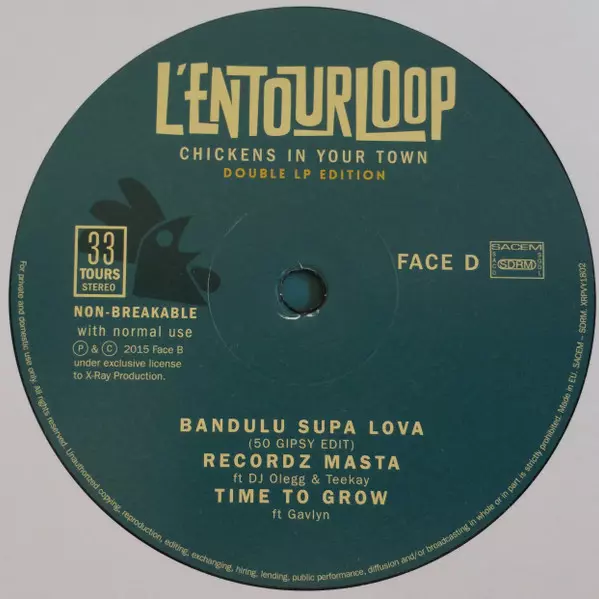 L'ENTOURLOOP
CHICKENS IN YOUR TOWN
DOUBLE LP EDITION
33
TOURS
STEREO
FACE D
SACEM
SACD
SDRM
SGDL
NON-BREAKABLE
with normal use
Ⓟ & © 2015 Face B
under exclusive license
to X-Ray Production.
BANDULU SUPA LOVA
(50 GIPSY EDIT)
RECORDZ MASTA
ft DJ Olegg & Teekay
TIME TO GROW
ft Gavlyn
For private and domestic use only. All rights reserved. Unauthorized copying, reproduction, editing, exchanging, hiring, lending, public performance, diffusion and/or broadcasting in whole or in part is strictly prohibited. Made in EU. SACEM – SDRM. XRPVY1802